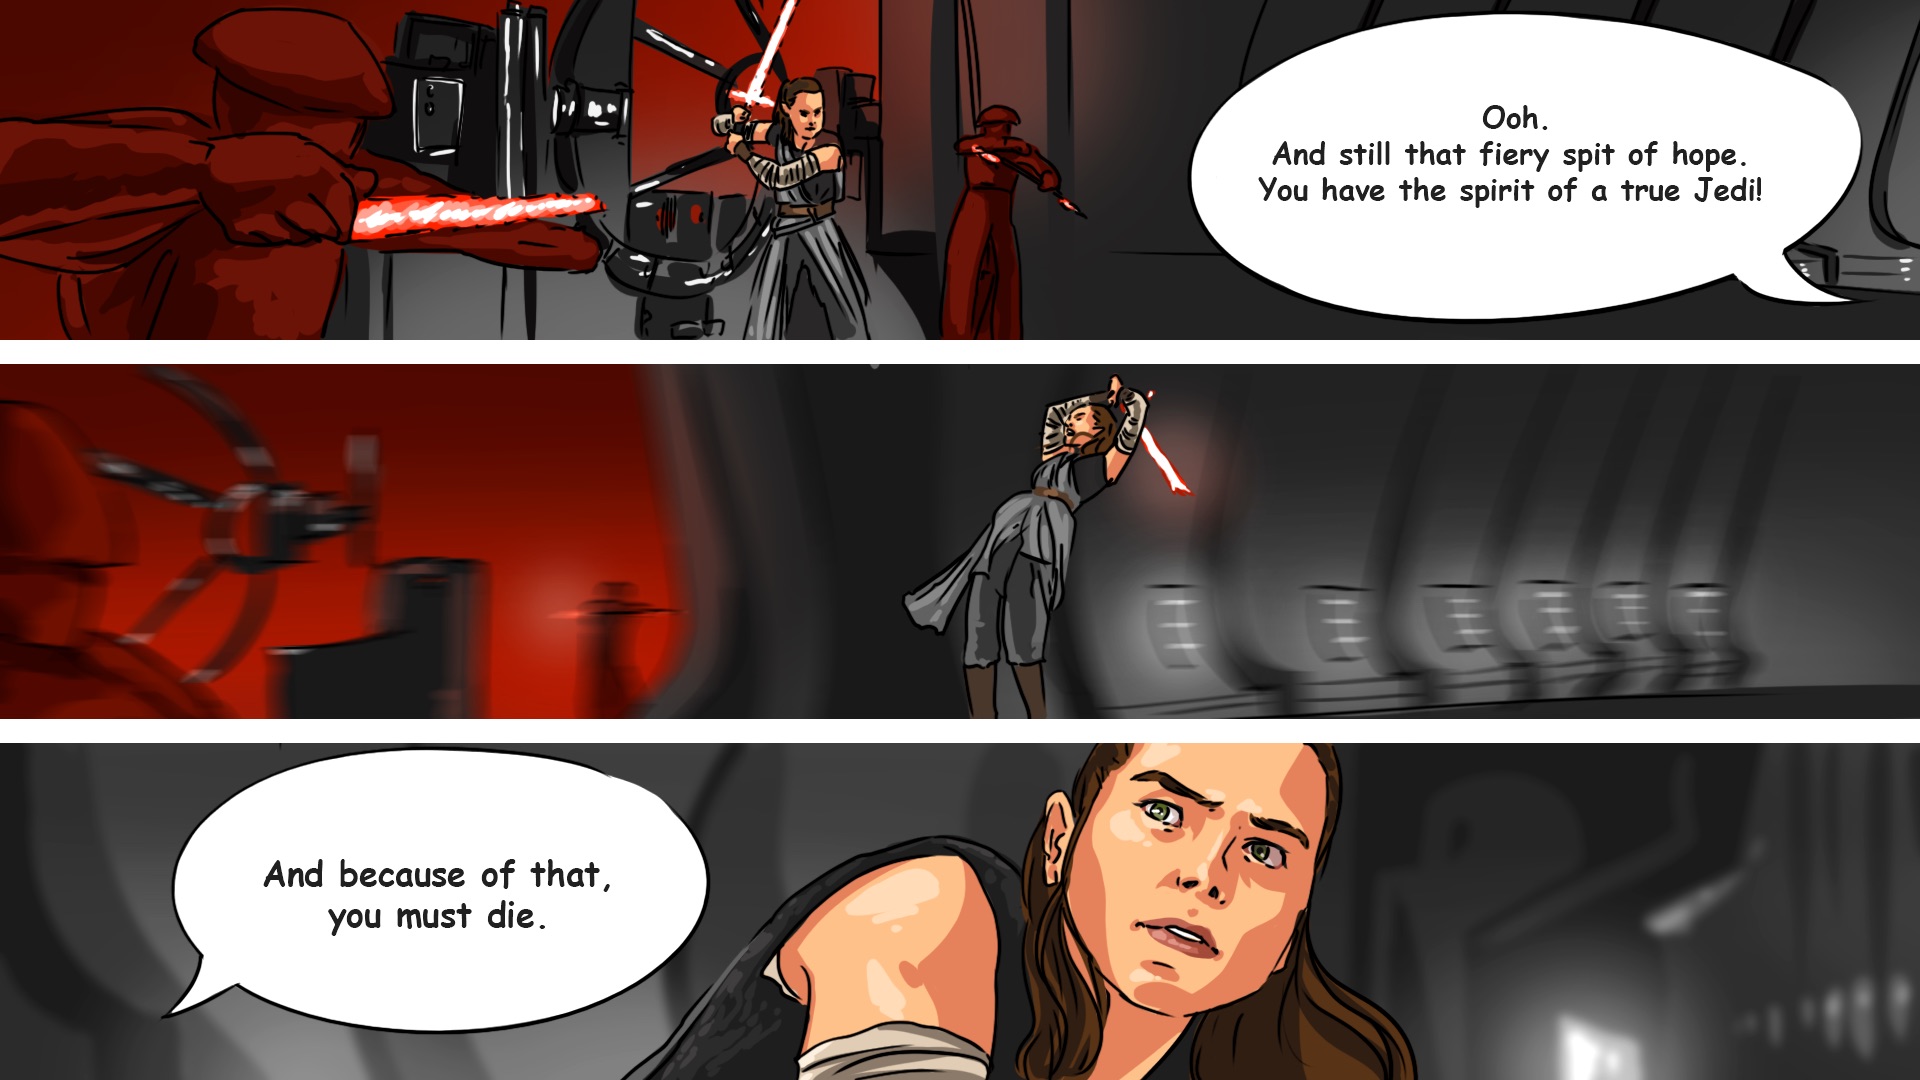 Ooh.
And still that fiery spit of hope.
You have the spirit of a true Jedi!
And because of that,
you must die.